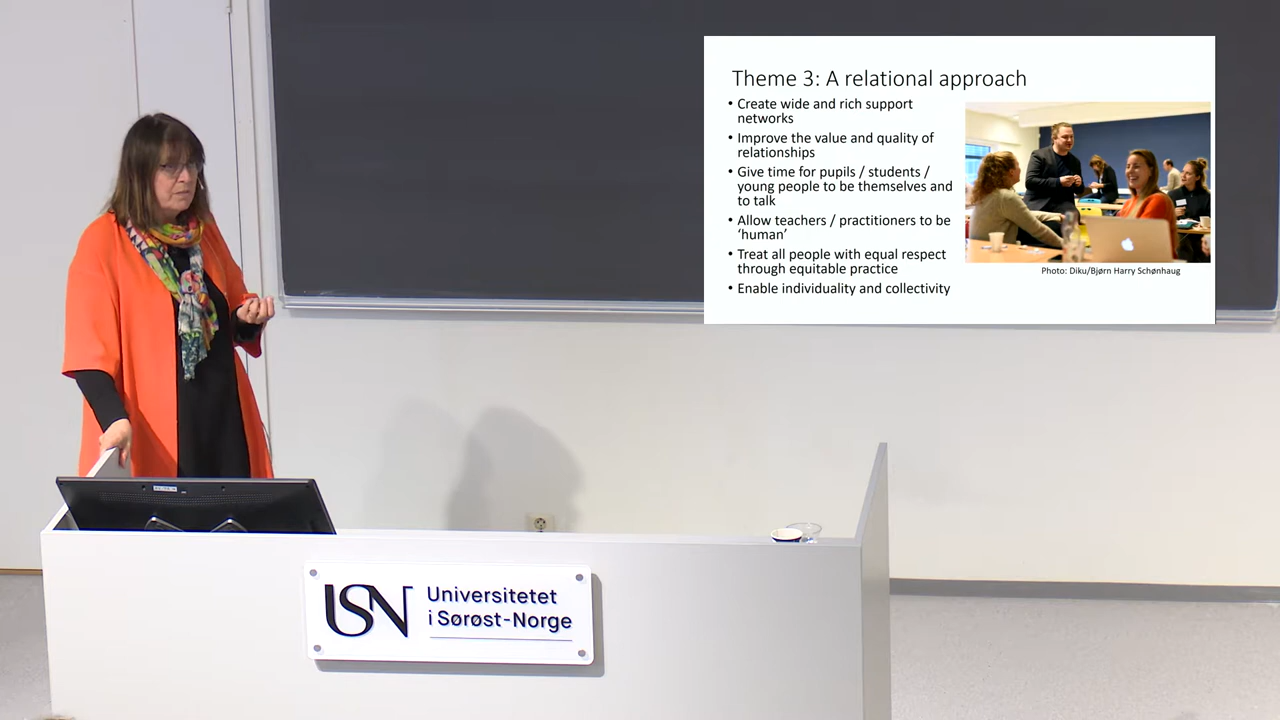 Theme 3: A relational approach
• Create wide and rich support
networks
• Improve the value and quality of
relationships
• Give time for pupils / students /
young people to be themselves and
to talk
• Allow teachers / practitioners to be
‘human’
• Treat all people with equal respect
through equitable practice
• Enable individuality and collectivity
Photo: Diku/Bjørn Harry Schønhaug
USN
Universitetet
i Sørøst-Norge